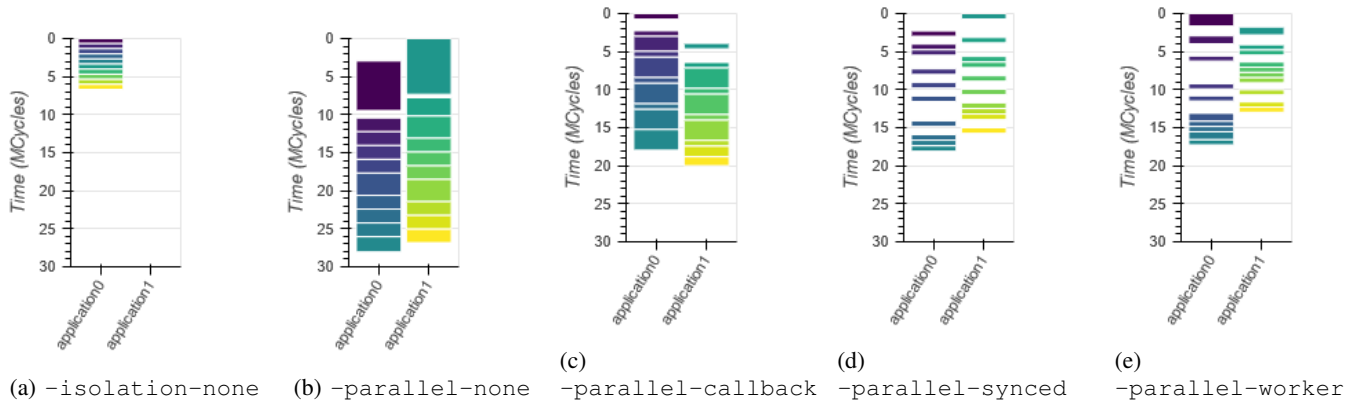 Time (MCycles)
0
5
10
15
20
25
30
application0
application1
(a) -isolation-none
Time (MCycles)
0
5
10
15
20
25
30
application0
application1
(b) -parallel-none
Time (MCycles)
0
5
10
15
20
25
30
application0
application1
(c)
-parallel-callback
Time (MCycles)
0
5
10
15
20
25
30
application0
application1
(d)
-parallel-synced
Time (MCycles)
0
5
10
15
20
25
30
application0
application1
(e)
-parallel-worker